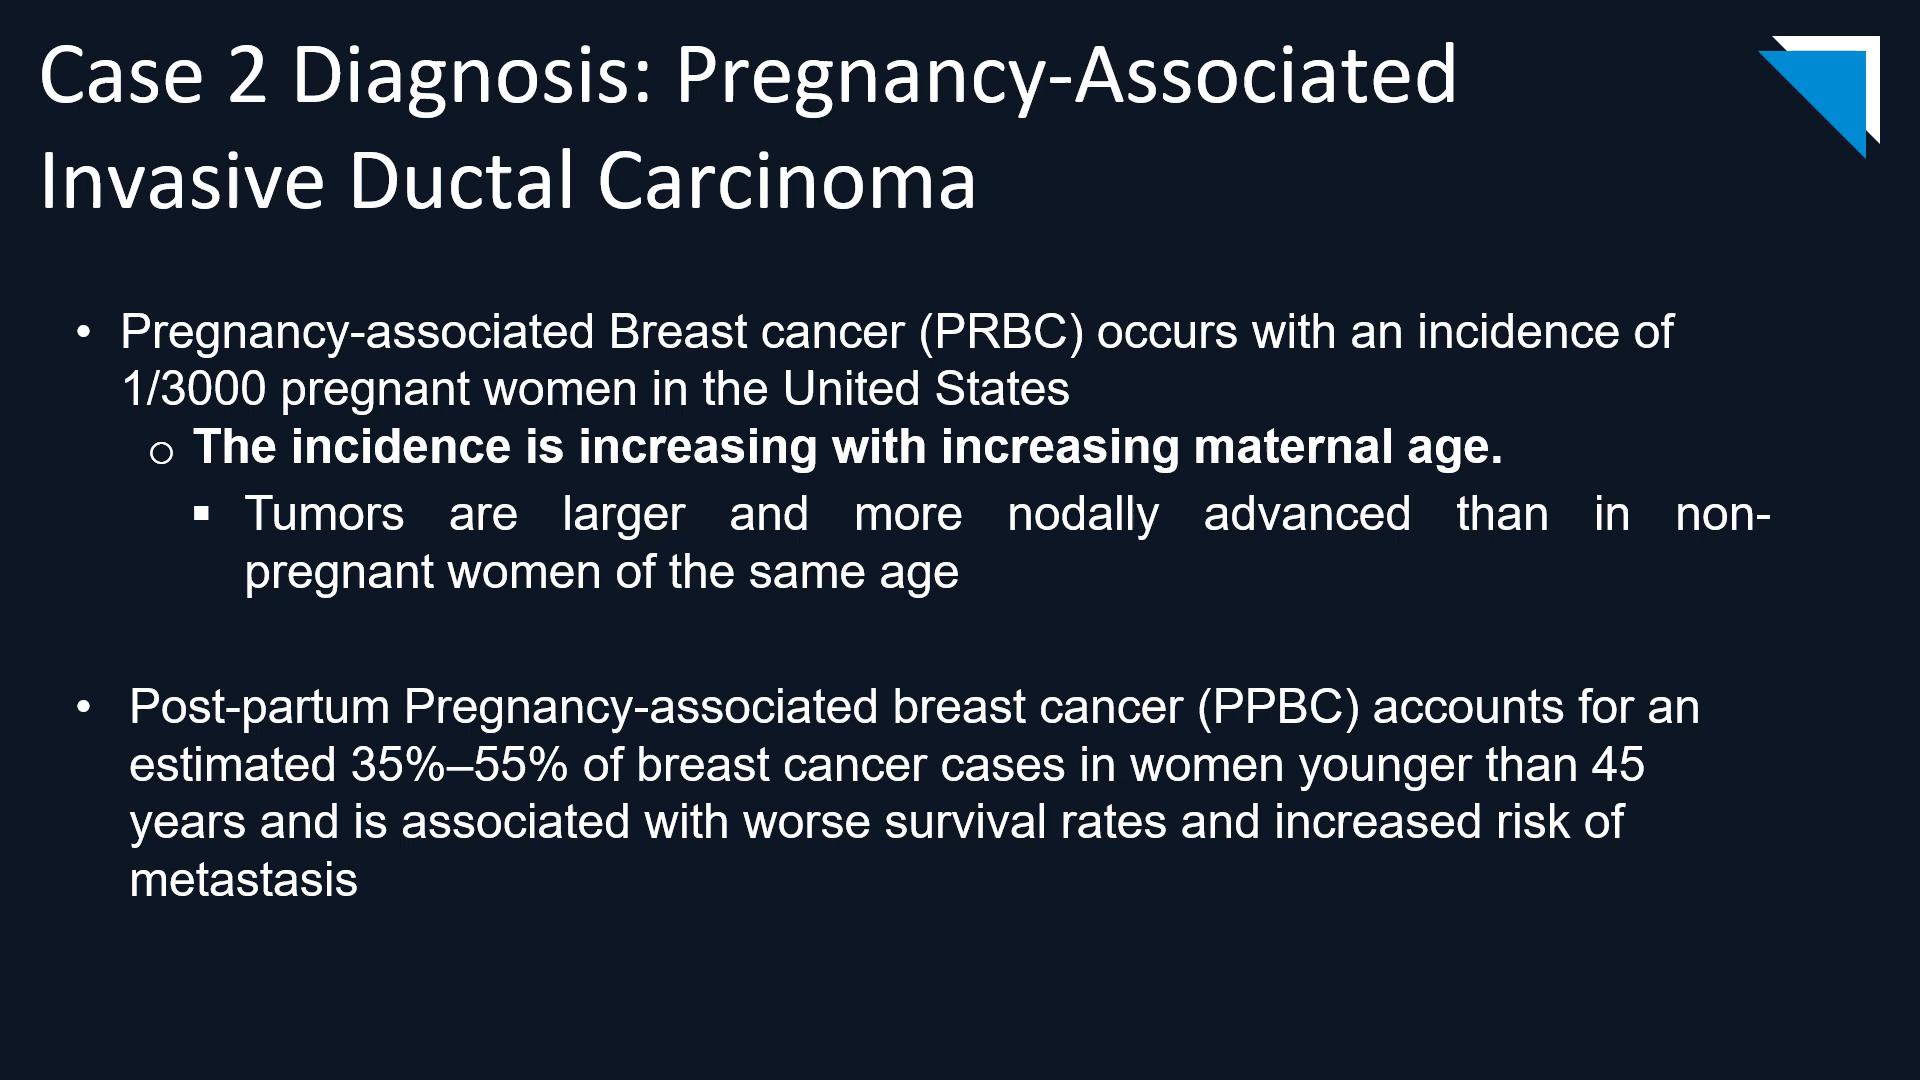 Case 2 Diagnosis: Pregnancy-Associated
Invasive Ductal Carcinoma
• Pregnancy-associated Breast cancer (PRBC) occurs with an incidence of
1/3000 pregnant women in the United States
o The incidence is increasing with increasing maternal age.
▪ Tumors are larger and more nodally advanced than in non-
pregnant women of the same age
• Post-partum Pregnancy-associated breast cancer (PPBC) accounts for an
estimated 35%–55% of breast cancer cases in women younger than 45
years and is associated with worse survival rates and increased risk of
metastasis